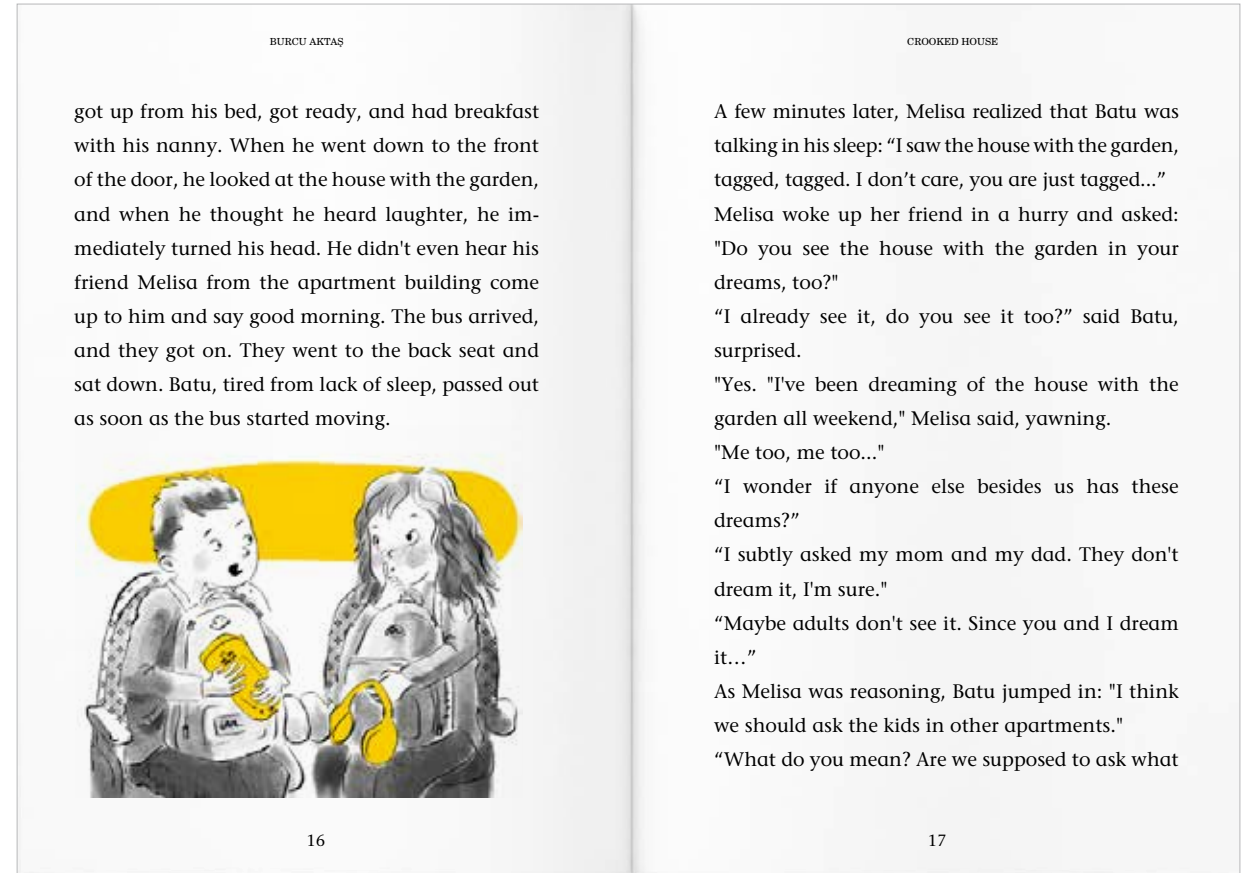 BURCU AKTAŞ
got up from his bed, got ready, and had breakfast
with his nanny. When he went down to the front
of the door, he looked at the house with the garden,
and when he thought he heard laughter, he im-
mediately turned his head. He didn't even hear his
friend Melisa from the apartment building come
up to him and say good morning. The bus arrived,
and they got on. They went to the back seat and
sat down. Batu, tired from lack of sleep, passed out
as soon as the bus started moving.
16
CROOKED HOUSE
A few minutes later, Melisa realized that Batu was
talking in his sleep: “I saw the house with the garden,
tagged, tagged. I don’t care, you are just tagged...”
Melisa woke up her friend in a hurry and asked:
"Do you see the house with the garden in your
dreams, too?"
“I already see it, do you see it too?” said Batu,
surprised.
"Yes. "I've been dreaming of the house with the
garden all weekend," Melisa said, yawning.
"Me too, me too..."
“I wonder if anyone else besides us has these
dreams?”
“I subtly asked my mom and my dad. They don't
dream it, I'm sure."
“Maybe adults don't see it. Since you and I dream
it…”
As Melisa was reasoning, Batu jumped in: "I think
we should ask the kids in other apartments."
“What do you mean? Are we supposed to ask what
17